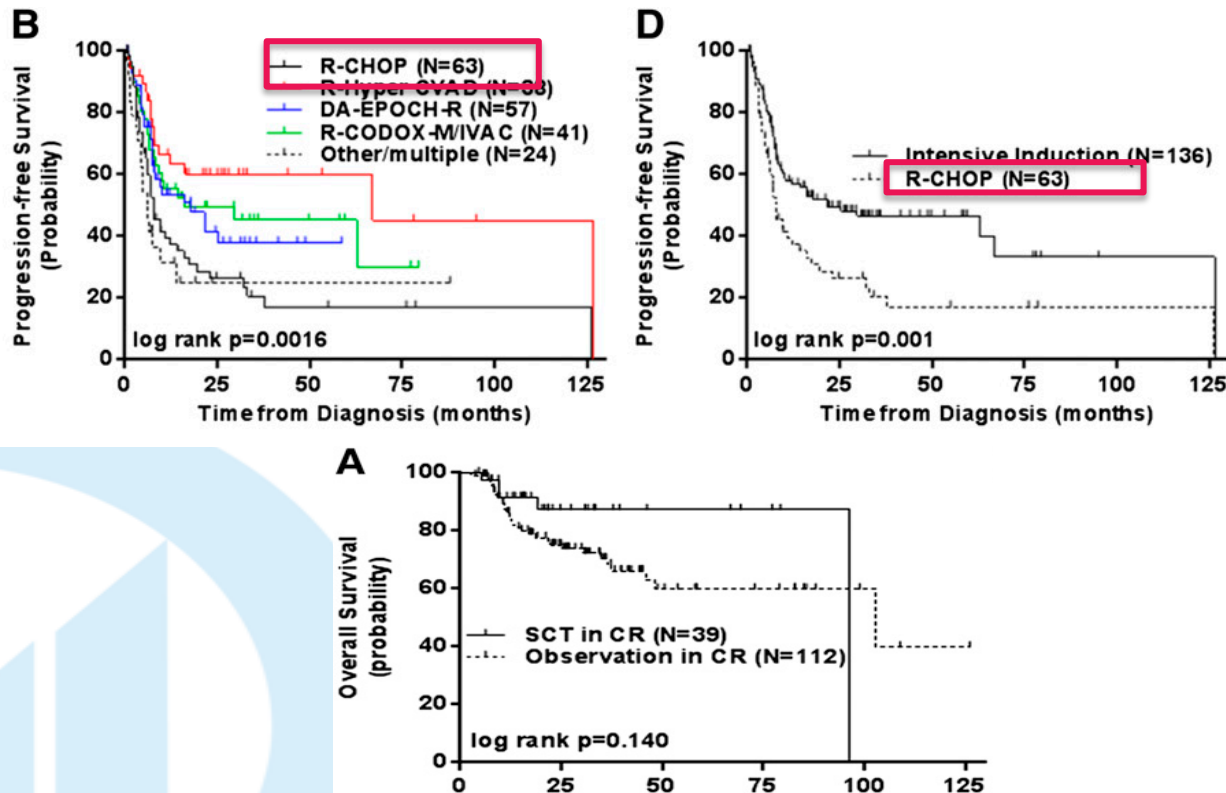 B
Progression-free Survival
(Probability)
100
80
60
40
20
0
R-CHOP (N=63)
R-Hyper CVAD
DA-EPOCH-R (N=57)
R-CODOX-M/IVAC (N=41)
Other/multiple (N=24)
log rank p=0.0016
0 25 50 75 100 125
Time from Diagnosis (months)
D
Progression-free Survival
(Probability)
100
80
60
40
20
0
Intensive Induction (N=136)
R-CHOP (N=63)
log rank p=0.001
0 25 50 75 100 125
Time from Diagnosis (months)
A
Overall Survival
(probability)
100
80
60
40
20
0
SCT in CR (N=39)
Observation in CR (N=112)
log rank p=0.140
0 25 50 75 100 125